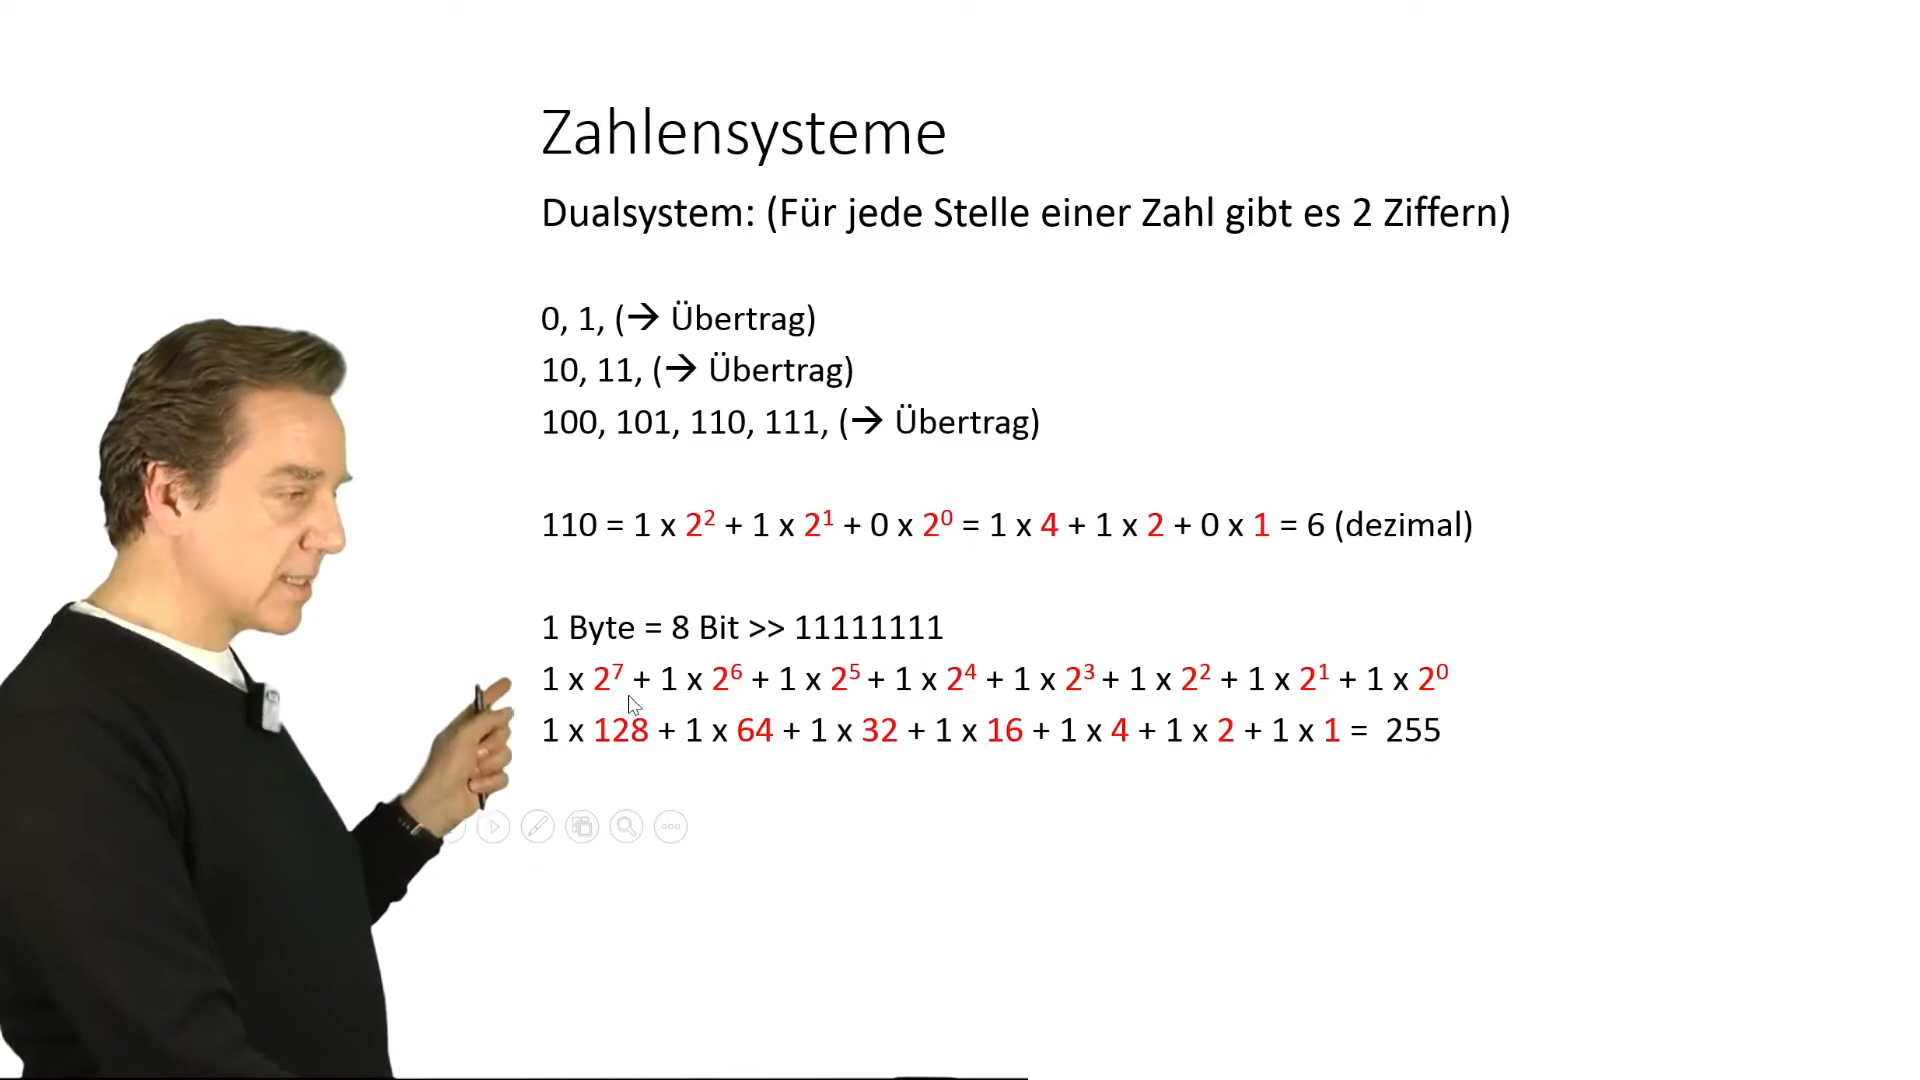 Zahlensysteme
Dualsystem: (Für jede Stelle einer Zahl gibt es 2 Ziffern)
0, 1, (→ Übertrag)
10, 11, (→ Übertrag)
100, 101, 110, 111, (→ Übertrag)
110 = 1 x 2² + 1 x 2¹ + 0 x 2⁰ = 1 x 4 + 1 x 2 + 0 x 1 = 6 (dezimal)
1 Byte = 8 Bit >> 11111111
1 x 2⁷ + 1 x 2⁶ + 1 x 2⁵ + 1 x 2⁴ + 1 x 2³ + 1 x 2² + 1 x 2¹ + 1 x 2⁰
1 x 128 + 1 x 64 + 1 x 32 + 1 x 16 + 1 x 4 + 1 x 2 + 1 x 1 = 255